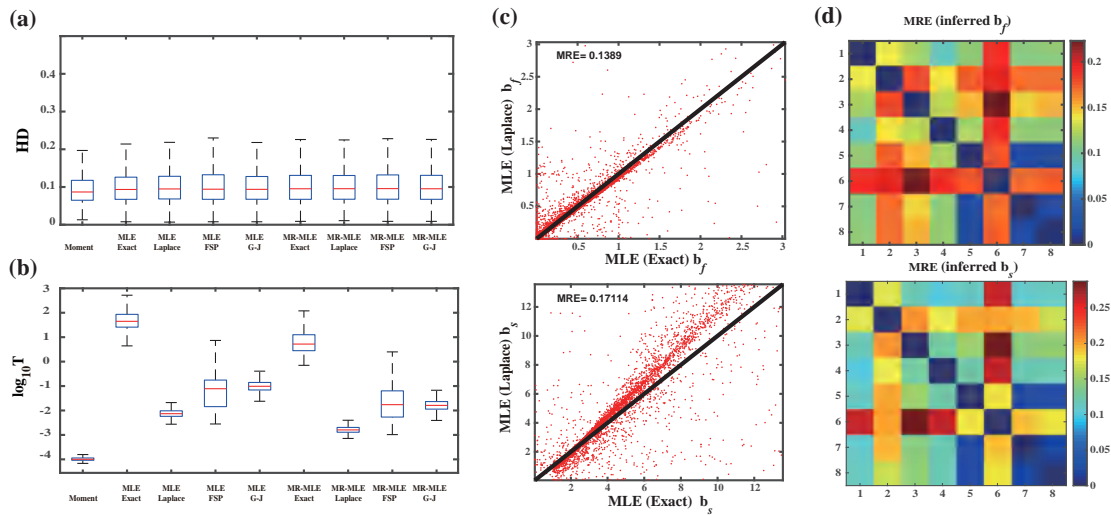 (a)
HD
0.4
0.3
0.2
0.1
0
Moment
MLE Exact
MLE Laplace
MLE FSP
MLE G-J
MR-MLE Exact
MR-MLE Laplace
MR-MLE FSP
MR-MLE G-J
(b)
log10T
3
2
1
0
-1
-2
-3
-4
Moment
MLE Exact
MLE Laplace
MLE FSP
MLE G-J
MR-MLE Exact
MR-MLE Laplace
MR-MLE FSP
MR-MLE G-J
(c)
MRE= 0.1389
MLE (Laplace) b_f
3
2.5
2
1.5
1
0.5
0.5 1 1.5 2 2.5 3
MLE (Exact) b_f
MRE=0.17114
MLE (Laplace) b_s
12
10
8
6
4
2
2 4 6 8 10 12
MLE (Exact) b_s
(d)
MRE (inferred b_f)
1
2
3
4
5
6
7
8
1 2 3 4 5 6 7 8
0.2
0.15
0.1
0.05
0
MRE (inferred b_s)
1
2
3
4
5
6
7
8
1 2 3 4 5 6 7 8
0.25
0.2
0.15
0.1
0.05
0